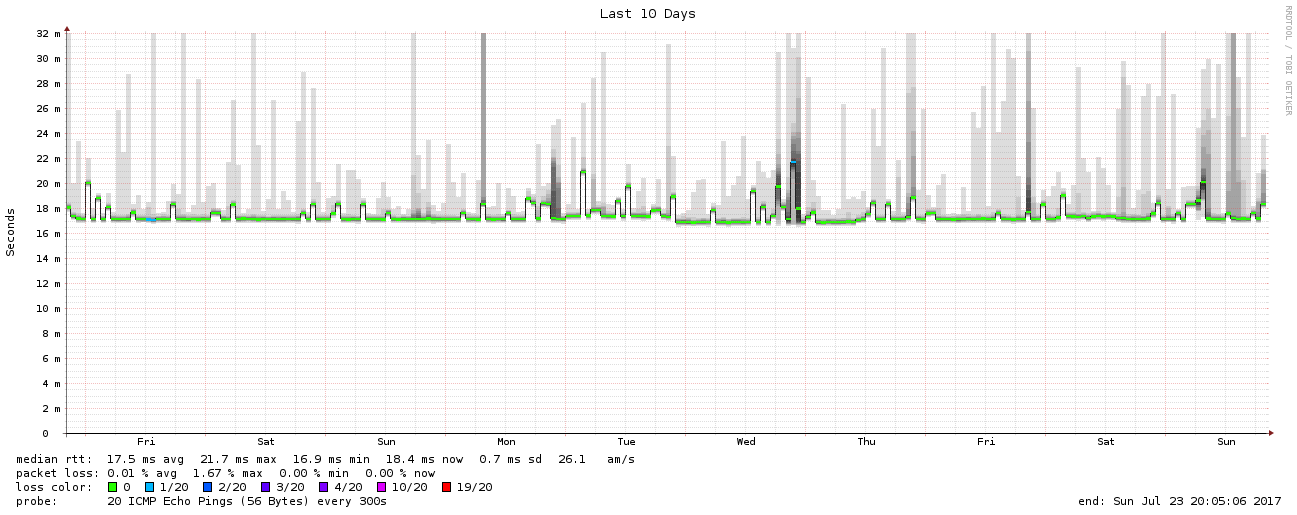 Last 10 Days
RRDTOOL / TOBI OETIKER
Seconds
32 m
30 m
28 m
26 m
24 m
22 m
20 m
18 m
16 m
14 m
12 m
10 m
8 m
6 m
4 m
2 m
0
Fri Sat Sun Mon Tue Wed Thu Fri Sat Sun
median rtt: 17.5 ms avg 21.7 ms max 16.9 ms min 18.4 ms now 0.7 ms sd 26.1 am/s
packet loss: 0.01 % avg 1.67 % max 0.00 % min 0.00 % now
loss color: 0 1/20 2/20 3/20 4/20 10/20 19/20
probe: 20 ICMP Echo Pings (56 Bytes) every 300s end: Sun Jul 23 20:05:06 2017